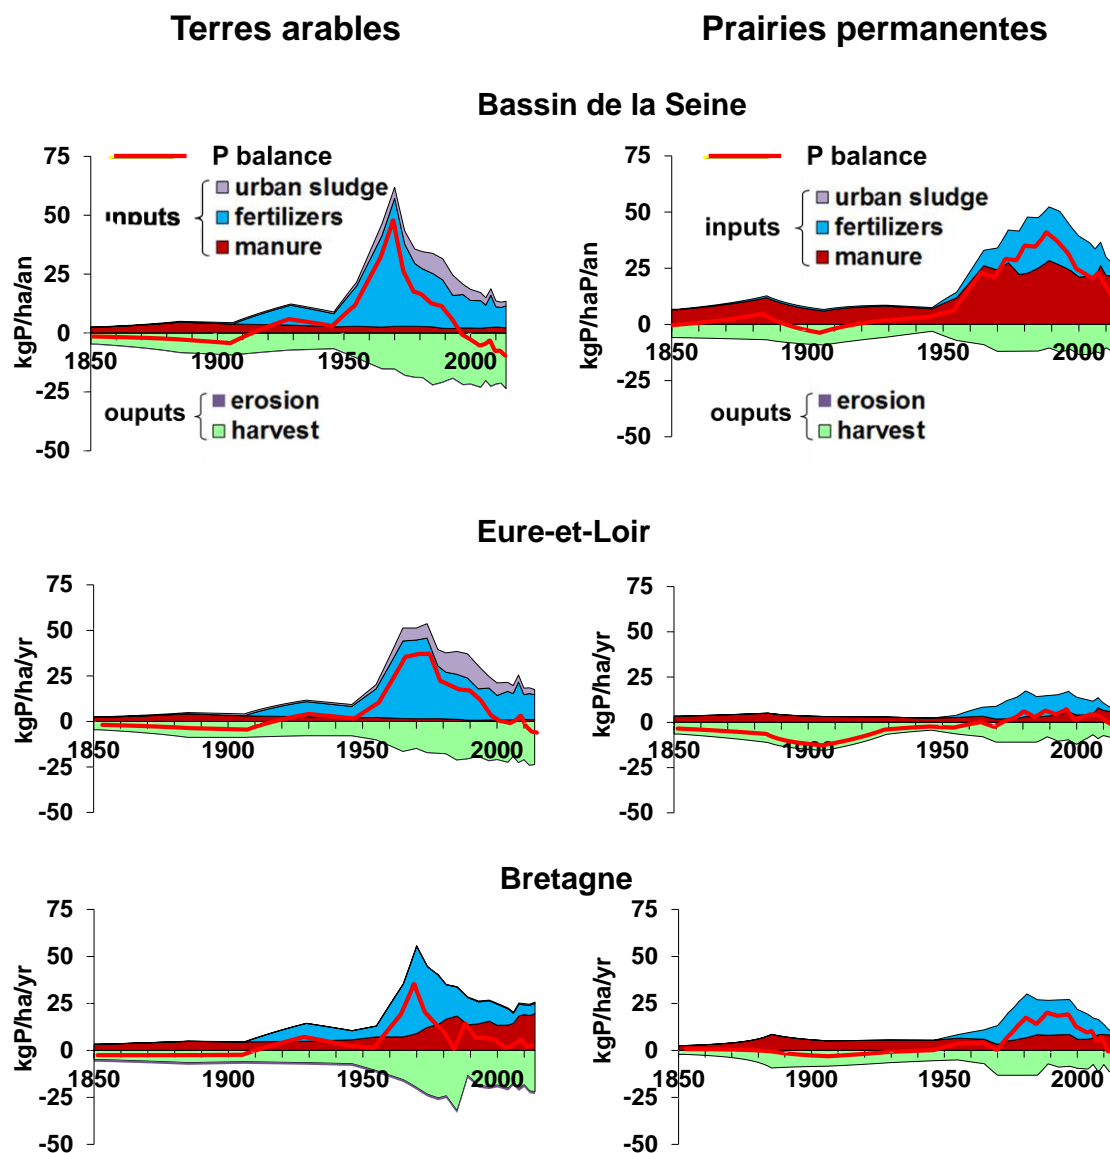 Terres arables
Prairies permanentes
Bassin de la Seine
75
50
25
0
-25
-50
kgP/ha/an
1850
1900
1950
2000
P balance
inputs
urban sludge
fertilizers
manure
ouputs
erosion
harvest
75
50
25
0
-25
-50
kgP/haP/an
1850
1900
1950
2000
P balance
inputs
urban sludge
fertilizers
manure
ouputs
erosion
harvest
Eure-et-Loir
75
50
25
0
-25
-50
kgP/ha/yr
1850
1900
1950
2000
75
50
25
0
-25
-50
kgP/ha/yr
1850
1900
1950
2000
Bretagne
75
50
25
0
-25
-50
kgP/ha/yr
1850
1900
1950
2000
75
50
25
0
-25
-50
kgP/ha/yr
1850
1900
1950
2000